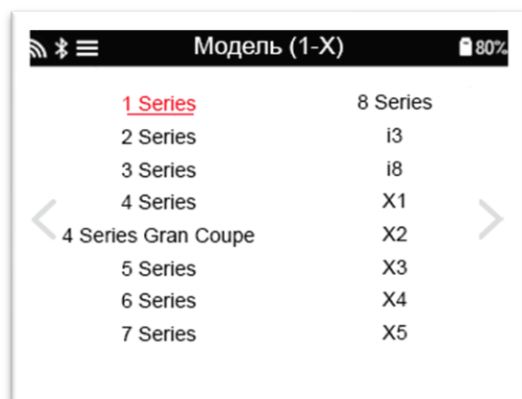 Модель (1-X)
80%
1 Series
2 Series
3 Series
4 Series
4 Series Gran Coupe
5 Series
6 Series
7 Series
8 Series
i3
i8
X1
X2
X3
X4
X5